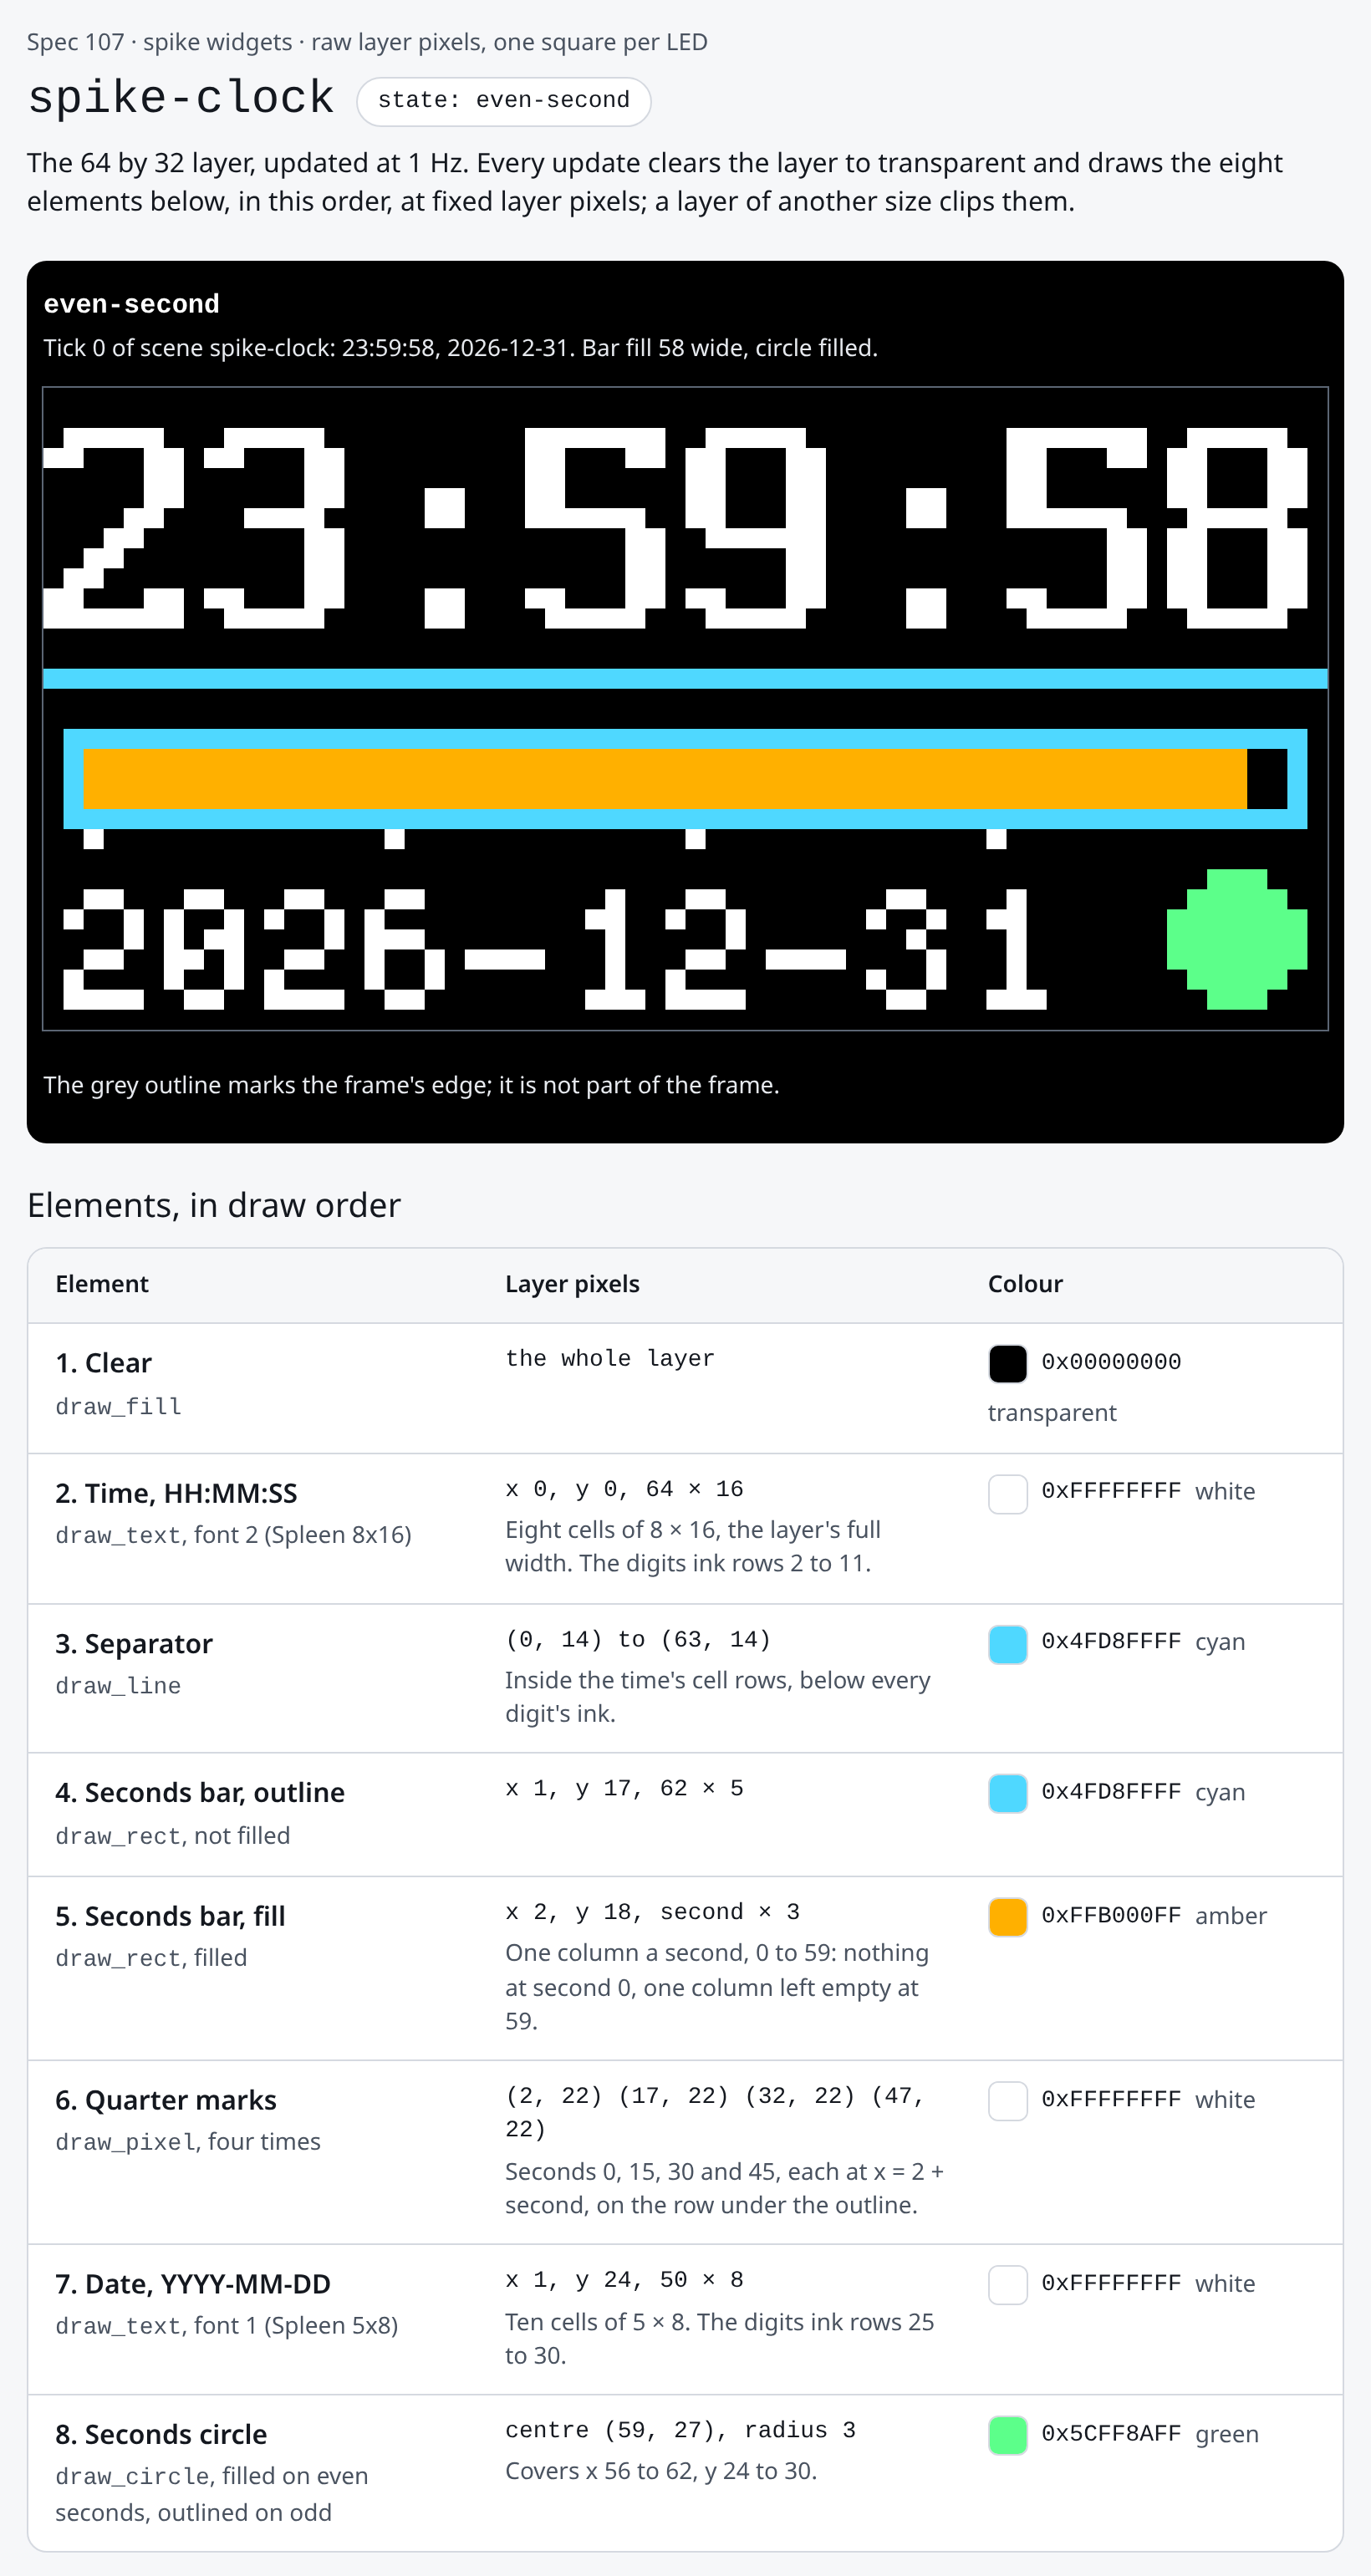 Spec 107 · spike widgets · raw layer pixels, one square per LED
spike-clock
state: even-second
The 64 by 32 layer, updated at 1 Hz. Every update clears the layer to transparent and draws the eight
elements below, in this order, at fixed layer pixels; a layer of another size clips them.
even-second
Tick 0 of scene spike-clock: 23:59:58, 2026-12-31. Bar fill 58 wide, circle filled.
23:59:58
2026-12-31
The grey outline marks the frame's edge; it is not part of the frame.
Elements, in draw order
Element
Layer pixels
Colour
1. Clear
draw_fill
the whole layer
0x00000000
transparent
2. Time, HH:MM:SS
draw_text, font 2 (Spleen 8x16)
x 0, y 0, 64 × 16
Eight cells of 8 × 16, the layer's full
width. The digits ink rows 2 to 11.
0xFFFFFFFF white
3. Separator
draw_line
(0, 14) to (63, 14)
Inside the time's cell rows, below every
digit's ink.
0x4FD8FFFF cyan
4. Seconds bar, outline
draw_rect, not filled
x 1, y 17, 62 × 5
0x4FD8FFFF cyan
5. Seconds bar, fill
draw_rect, filled
x 2, y 18, second × 3
One column a second, 0 to 59: nothing
at second 0, one column left empty at
59.
0xFFB000FF amber
6. Quarter marks
draw_pixel, four times
(2, 22) (17, 22) (32, 22) (47,
22)
Seconds 0, 15, 30 and 45, each at x = 2 +
second, on the row under the outline.
0xFFFFFFFF white
7. Date, YYYY-MM-DD
draw_text, font 1 (Spleen 5x8)
x 1, y 24, 50 × 8
Ten cells of 5 × 8. The digits ink rows 25
to 30.
0xFFFFFFFF white
8. Seconds circle
draw_circle, filled on even
seconds, outlined on odd
centre (59, 27), radius 3
Covers x 56 to 62, y 24 to 30.
0x5CFF8AFF green